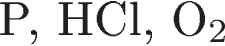 P, HCl, O₂